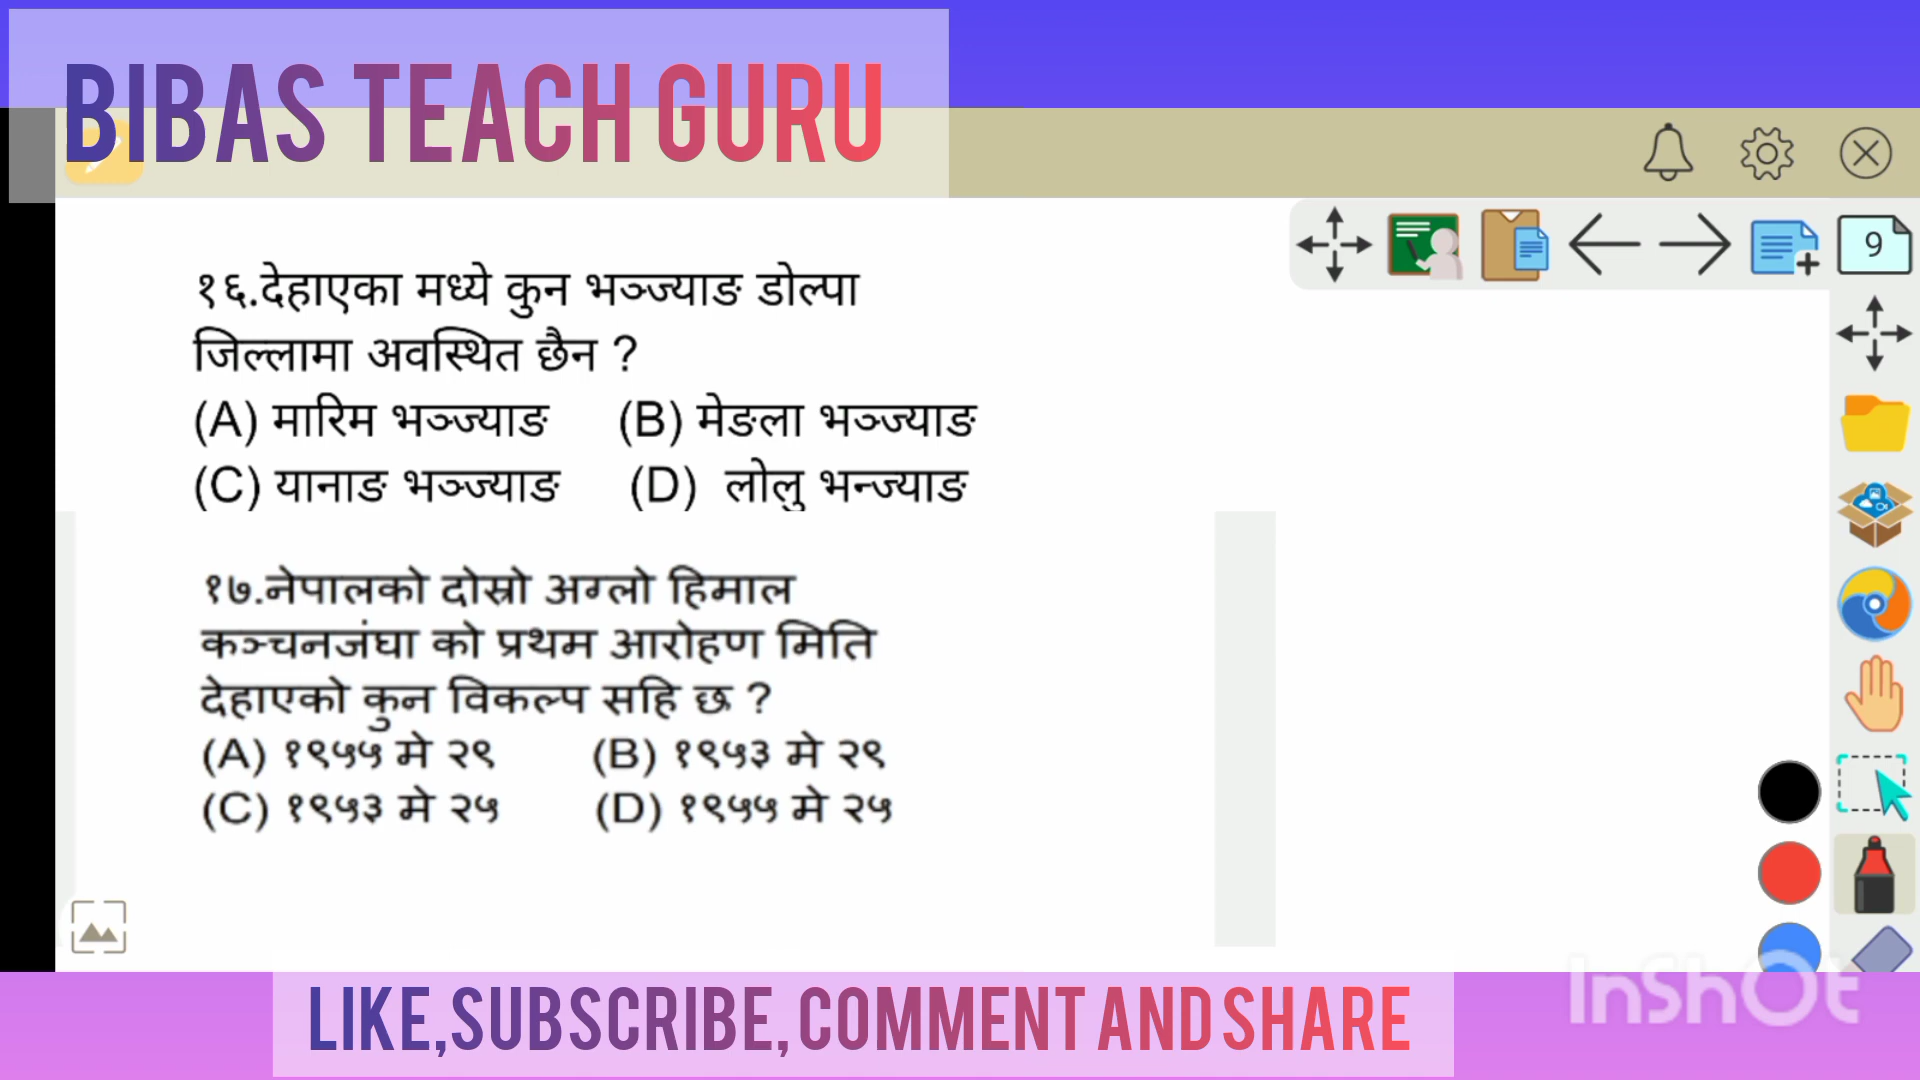 BIBAS TEACH GURU
9
१६.देहाएका मध्ये कुन भञ्ज्याङ डोल्पा
जिल्लामा अवस्थित छैन ?
(A) मारिम भञ्ज्याङ (B) मेङला भञ्ज्याङ
(C) यानाङ भञ्ज्याङ (D) लोलु भन्ज्याङ
१७.नेपालको दोस्रो अग्लो हिमाल
कञ्चनजंघा को प्रथम आरोहण मिति
देहाएको कुन विकल्प सहि छ ?
(A) १९५५ मे २९ (B) १९५३ मे २९
(C) १९५३ मे २५ (D) १९५५ मे २५
InShOt
LIKE,SUBSCRIBE, COMMENT AND SHARE